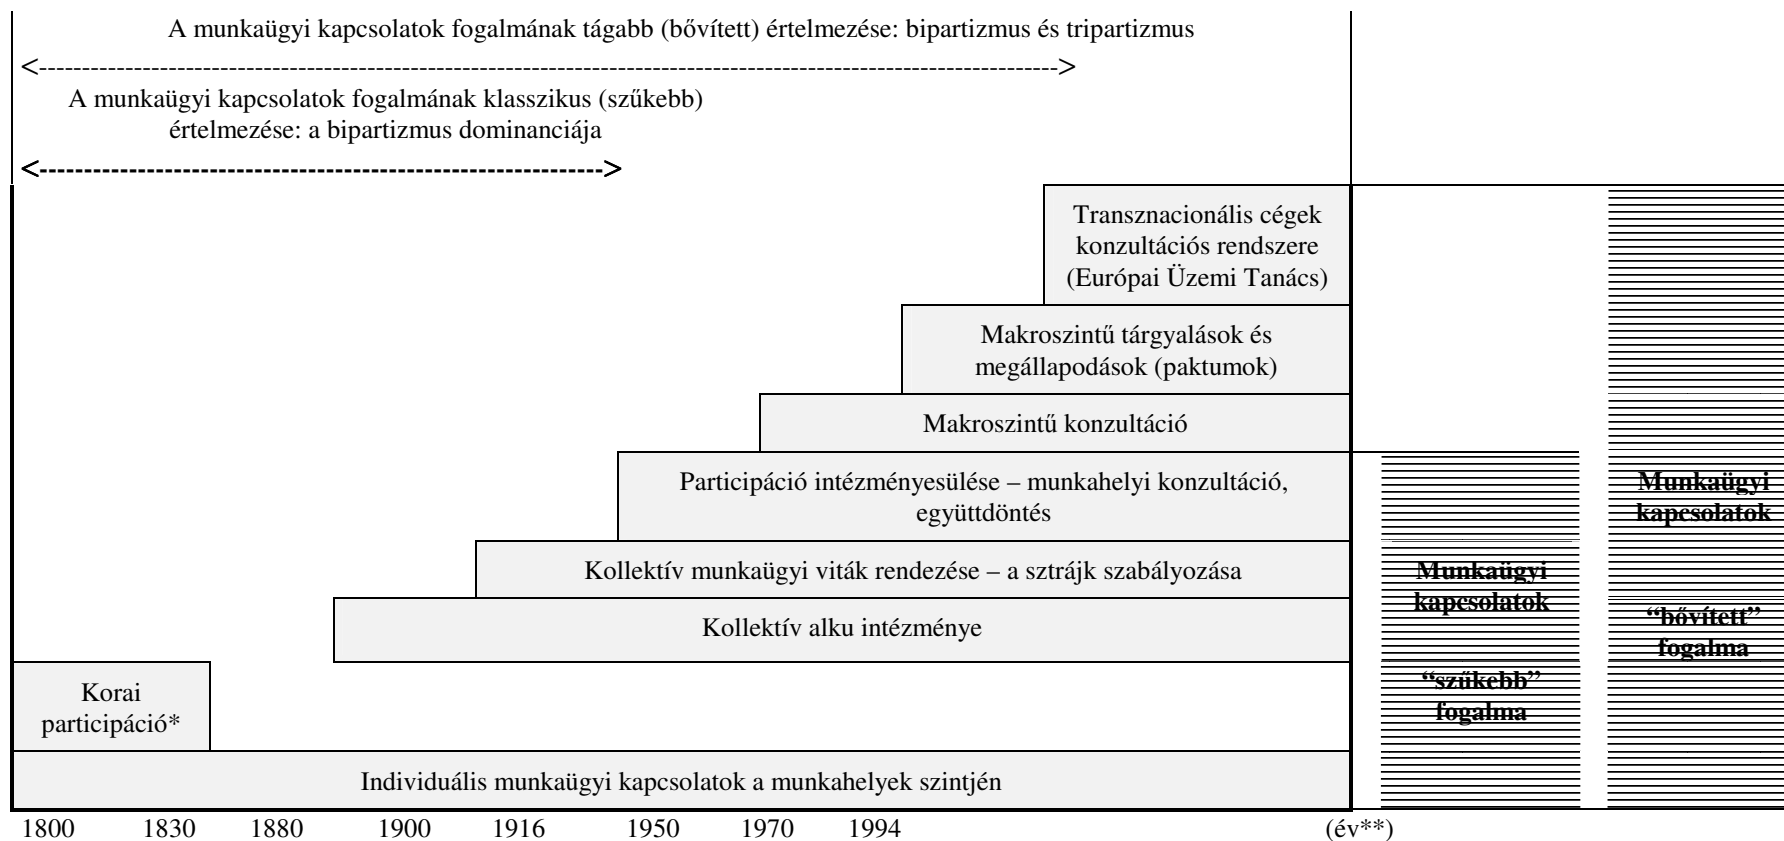 A munkaügyi kapcsolatok fogalmának tágabb (bővített) értelmezése: bipartizmus és tripartizmus
A munkaügyi kapcsolatok fogalmának klasszikus (szűkebb)
értelmezése: a bipartizmus dominanciája
Transznacionális cégek
konzultációs rendszere
(Európai Üzemi Tanács)
Makroszintű tárgyalások és
megállapodások (paktumok)
Makroszintű konzultáció
Participáció intézményesülése – munkahelyi konzultáció,
együttdöntés
Kollektív munkaügyi viták rendezése – a sztrájk szabályozása
Kollektív alku intézménye
Korai
participáció*
Individuális munkaügyi kapcsolatok a munkahelyek szintjén
Munkaügyi
kapcsolatok
“szűkebb”
fogalma
Munkaügyi
kapcsolatok
“bővített”
fogalma
1800 1830 1880 1900 1916 1950 1970 1994 (év**)